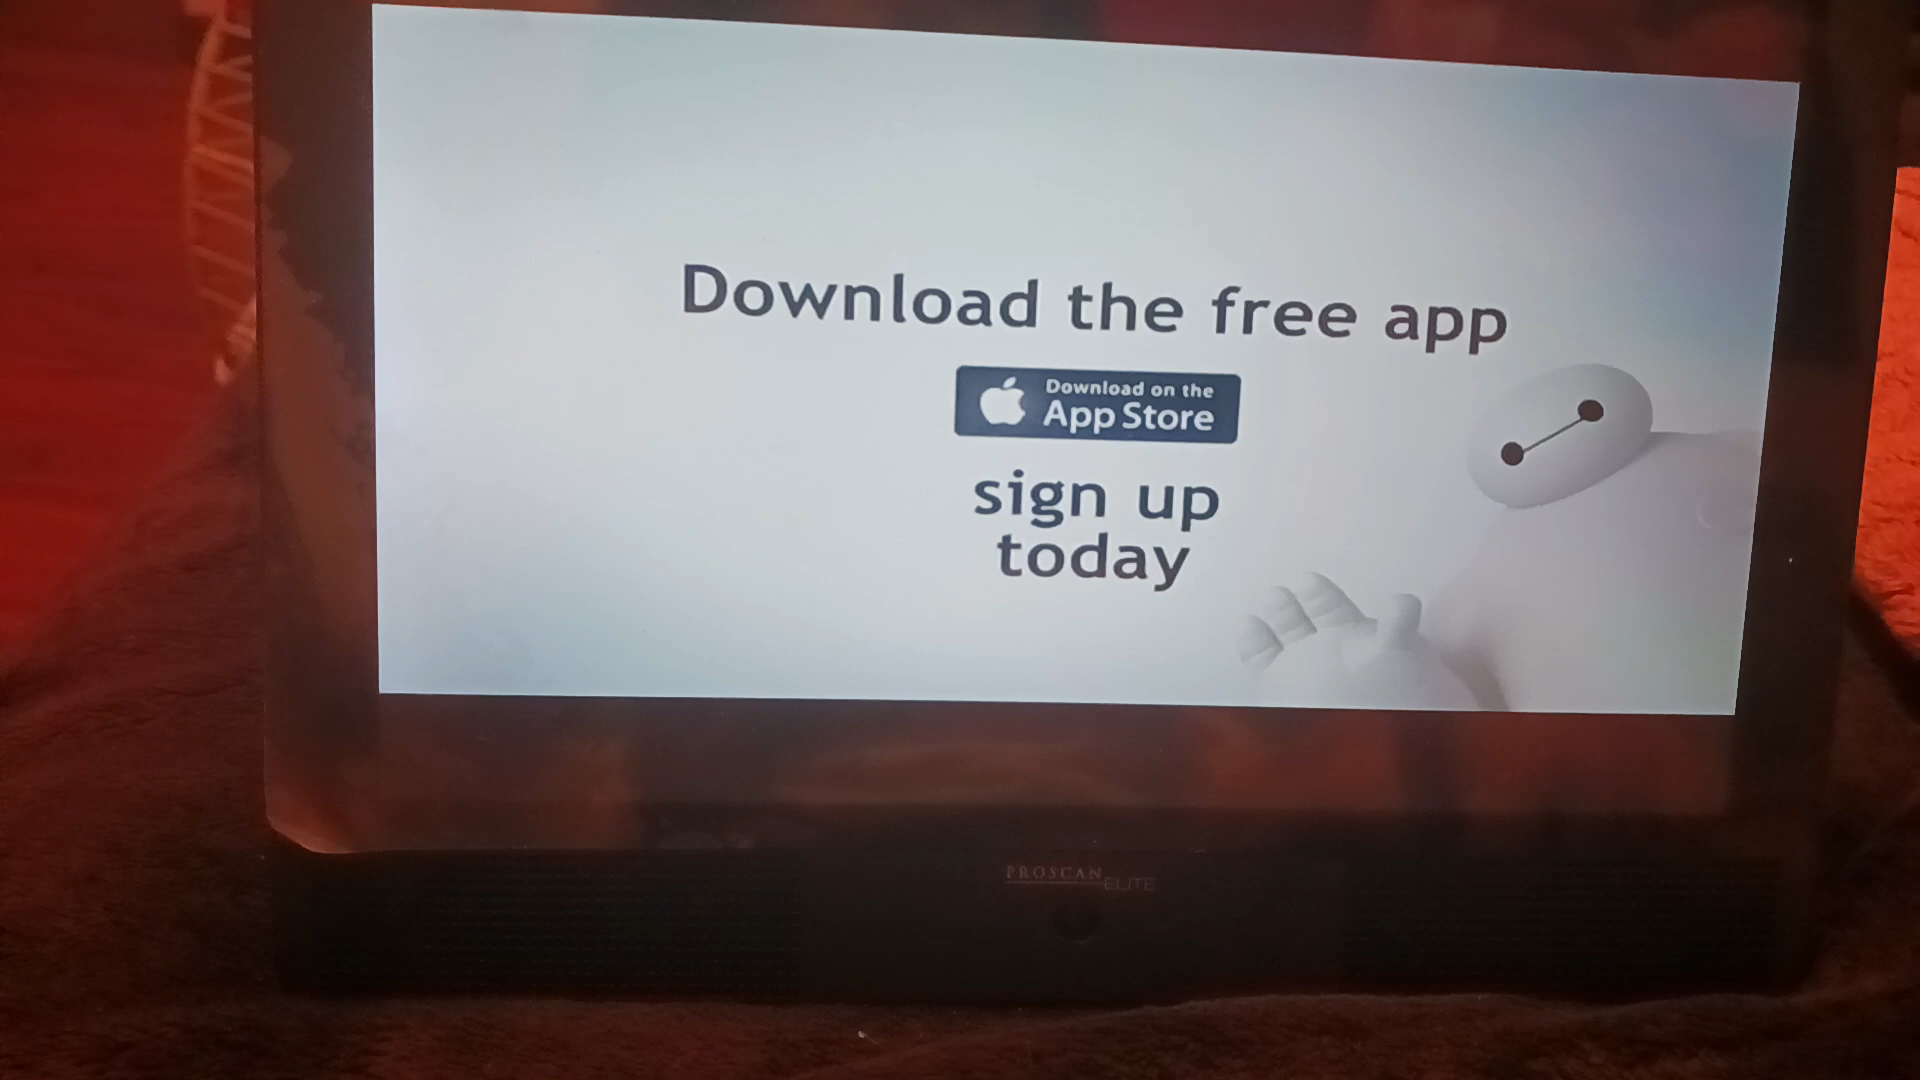 Download the free app
Download on the
App Store
sign up
today
PROSCAN
ELITE